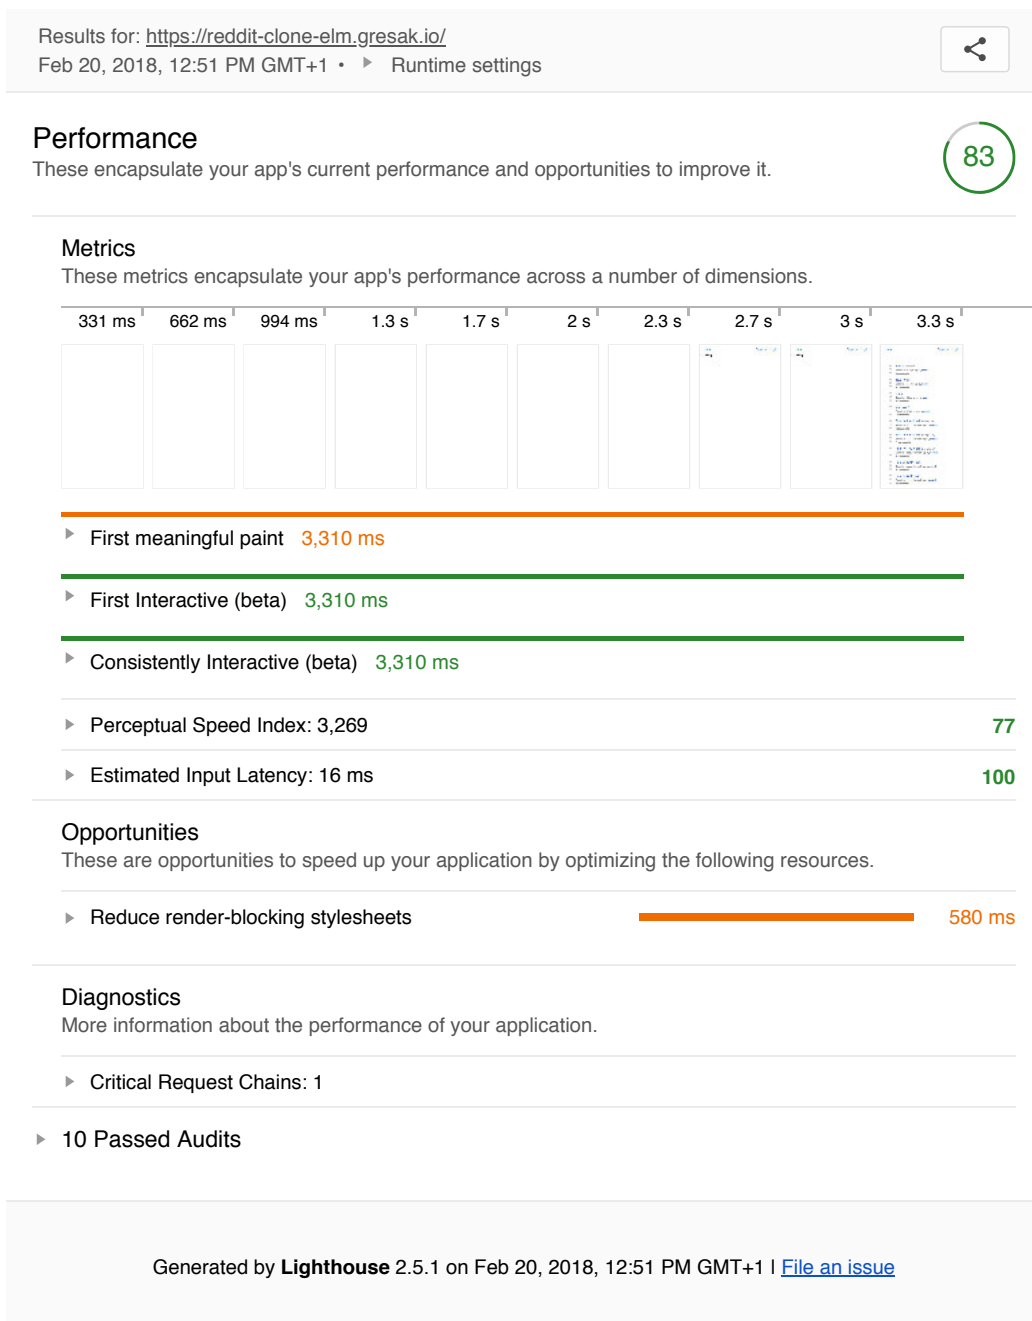 Results for: https://reddit-clone-elm.gresak.io/
Feb 20, 2018, 12:51 PM GMT+1 • Runtime settings
Performance
These encapsulate your app's current performance and opportunities to improve it.
83
Metrics
These metrics encapsulate your app's performance across a number of dimensions.
331 ms 662 ms 994 ms 1.3 s 1.7 s 2 s 2.3 s 2.7 s 3 s 3.3 s
First meaningful paint 3,310 ms
First Interactive (beta) 3,310 ms
Consistently Interactive (beta) 3,310 ms
Perceptual Speed Index: 3,269 77
Estimated Input Latency: 16 ms 100
Opportunities
These are opportunities to speed up your application by optimizing the following resources.
Reduce render-blocking stylesheets 580 ms
Diagnostics
More information about the performance of your application.
Critical Request Chains: 1
10 Passed Audits
Generated by Lighthouse 2.5.1 on Feb 20, 2018, 12:51 PM GMT+1 | File an issue